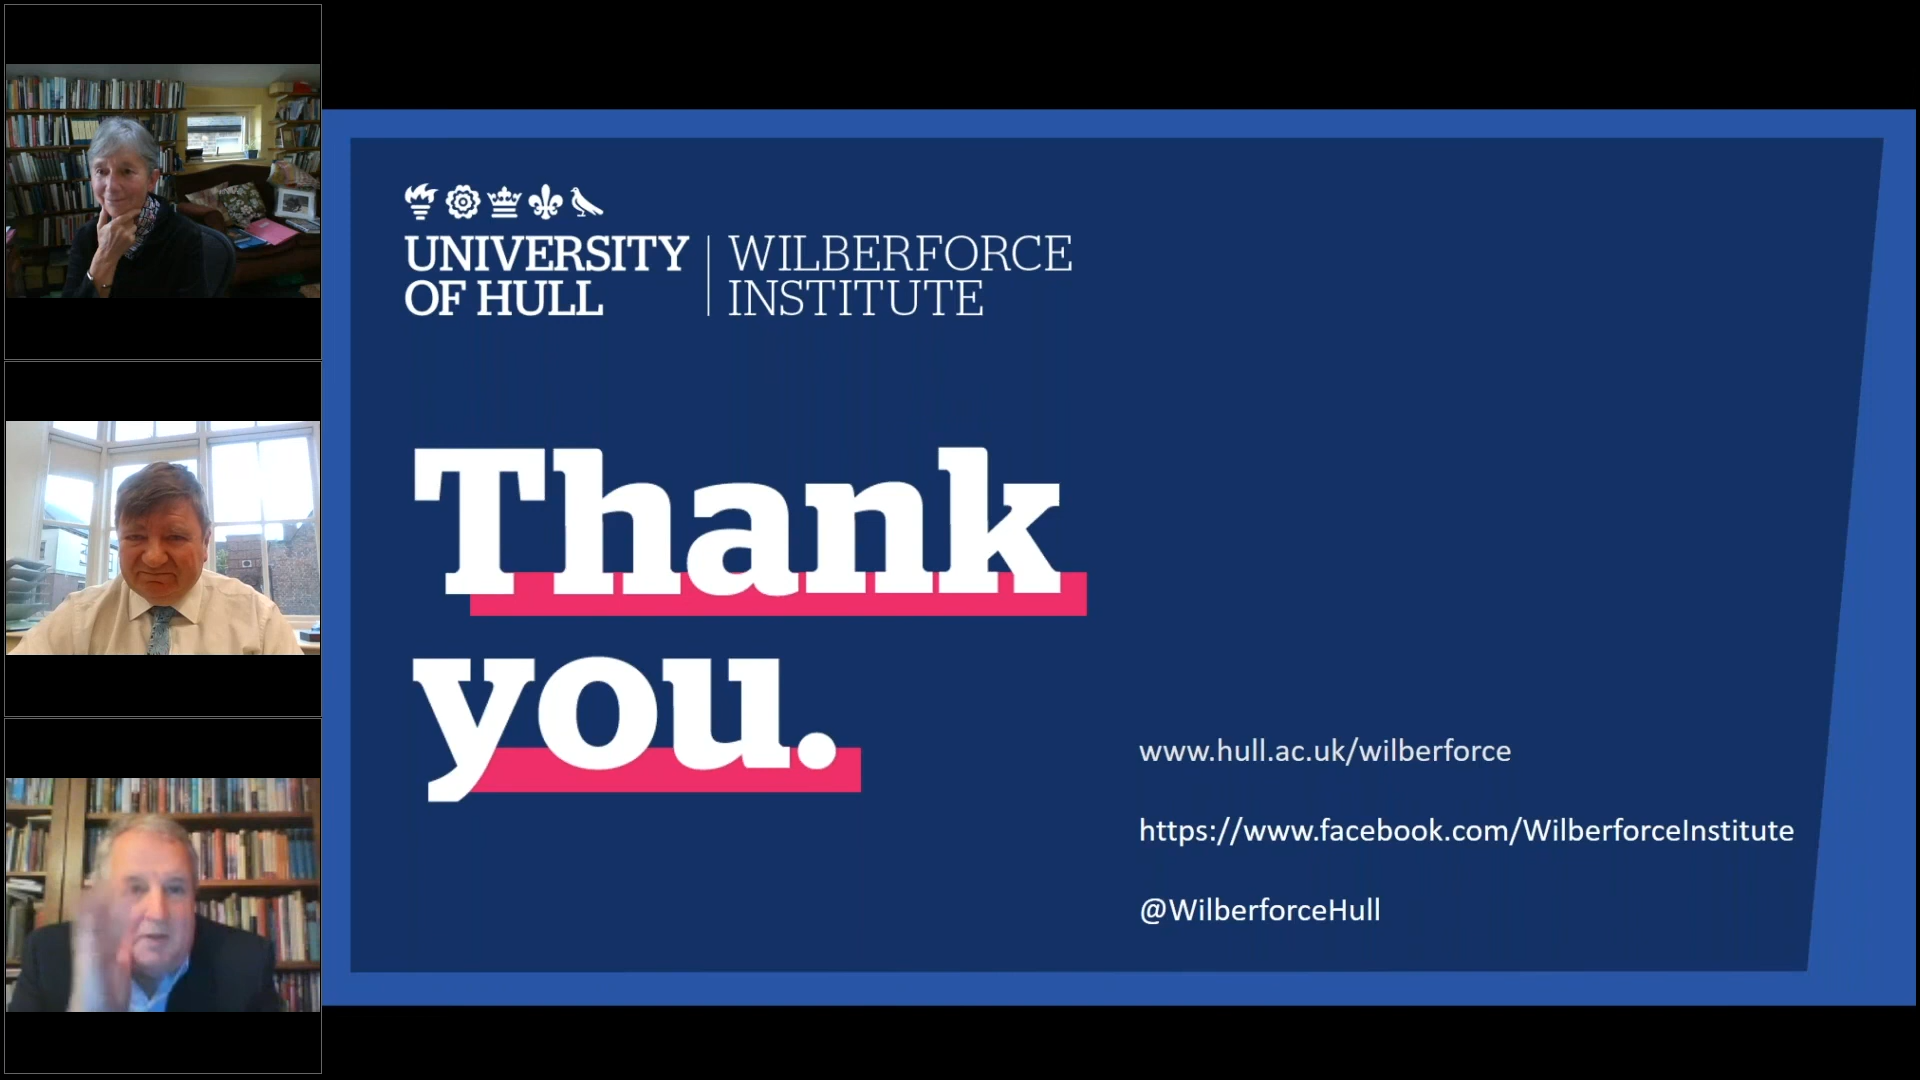 UNIVERSITY
OF HULL
WILBERFORCE
INSTITUTE
Thank
you.
www.hull.ac.uk/wilberforce
https://www.facebook.com/WilberforceInstitute
@WilberforceHull